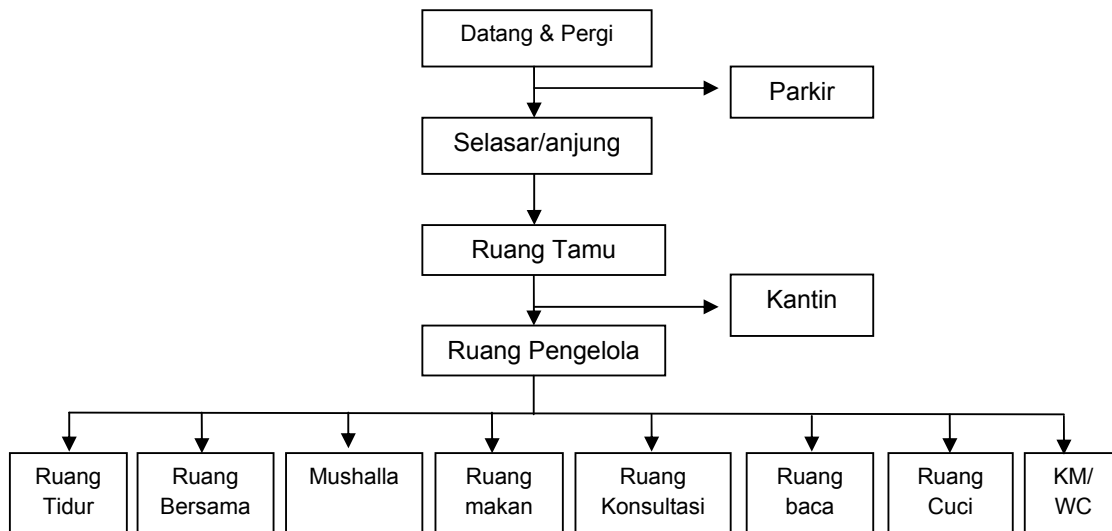 Datang & Pergi
Parkir
Selasar/anjung
Ruang Tamu
Kantin
Ruang Pengelola
Ruang
Tidur
Ruang
Bersama
Mushalla
Ruang
makan
Ruang
Konsultasi
Ruang
baca
Ruang
Cuci
KM/
WC